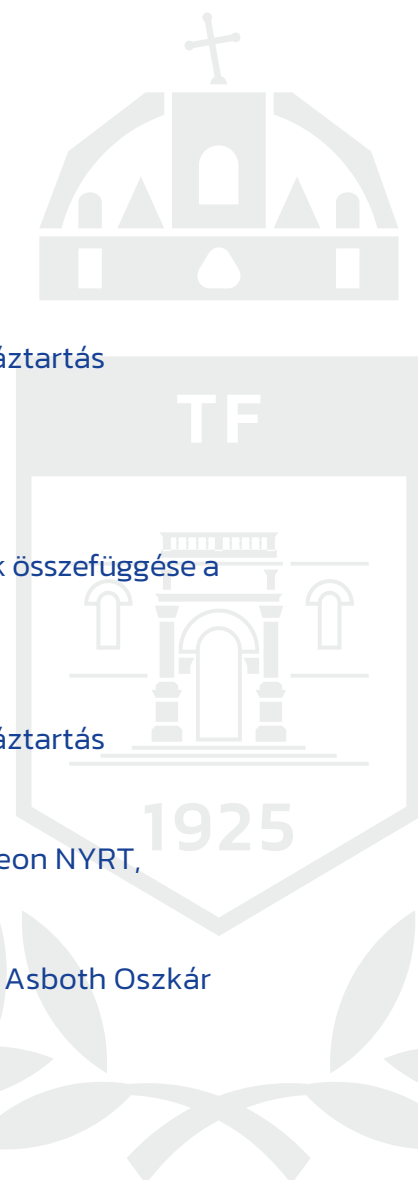 áztartás
TF
k összefüggése a
áztartás
1925
eon NYRT,
Asboth Oszkár